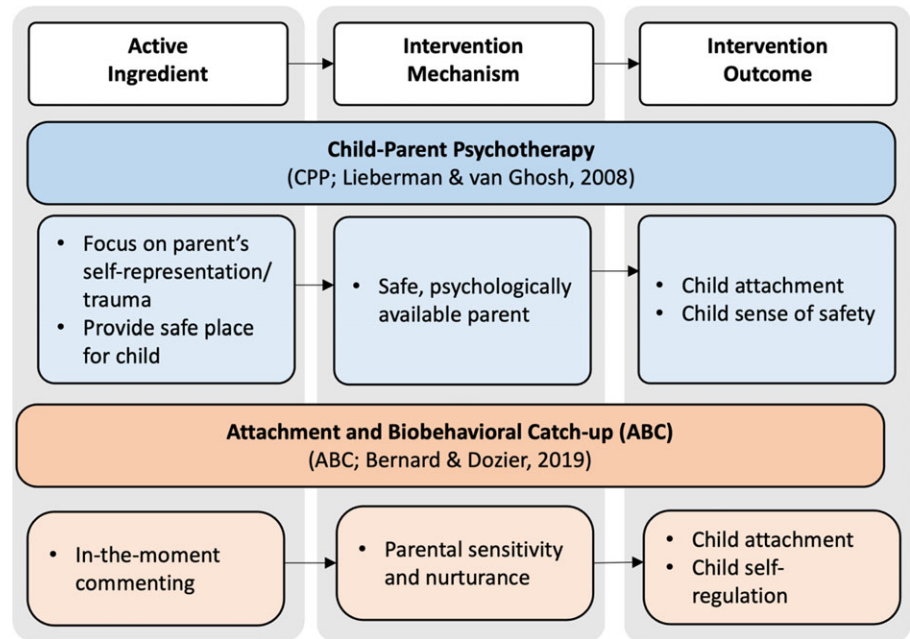 Active
Ingredient
Intervention
Mechanism
Intervention
Outcome
Child-Parent Psychotherapy
(CPP; Lieberman & van Ghosh, 2008)
• Focus on parent’s
self-representation/
trauma
• Provide safe place
for child
• Safe, psychologically
available parent
• Child attachment
• Child sense of safety
Attachment and Biobehavioral Catch-up (ABC)
(ABC; Bernard & Dozier, 2019)
• In-the-moment
commenting
• Parental sensitivity
and nurturance
• Child attachment
• Child self-
regulation